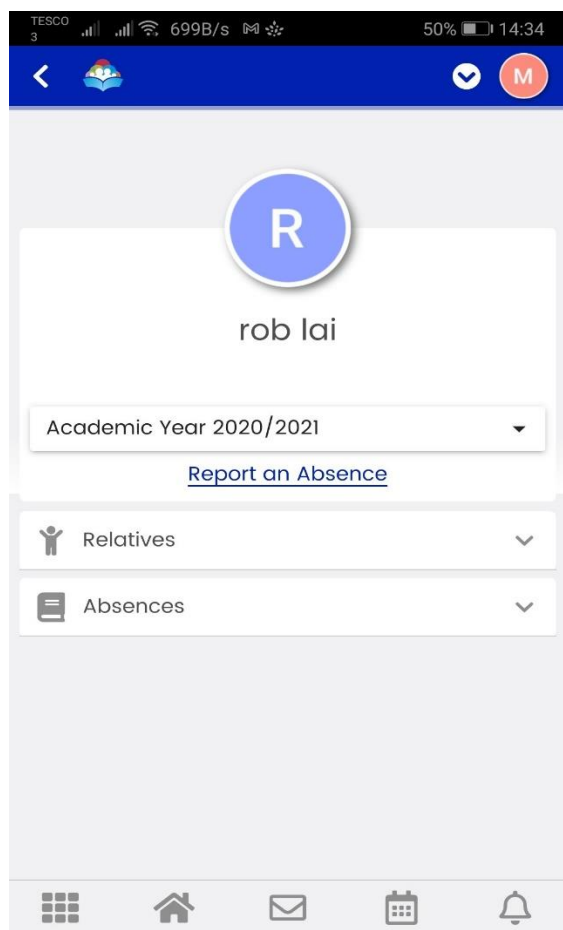 TESCO 699B/s 50% 14:34
3
M
R
rob lai
Academic Year 2020/2021
Report an Absence
Relatives
Absences